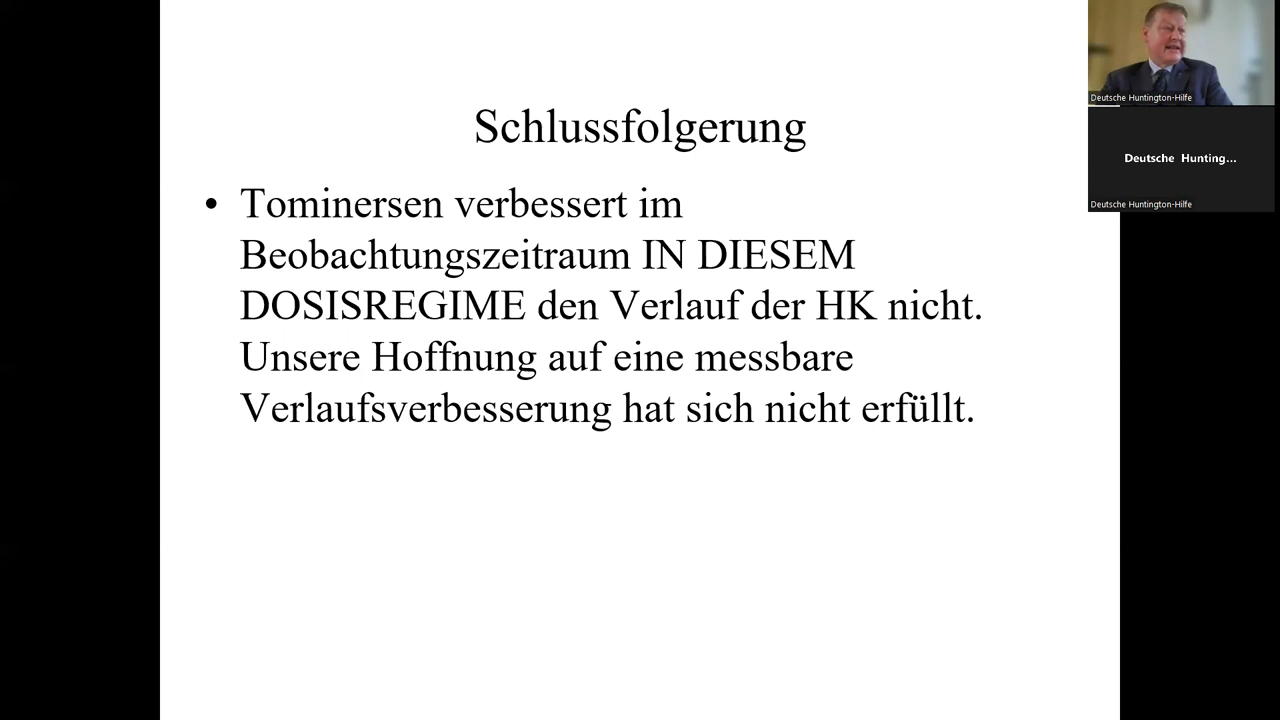 Schlussfolgerung
• Tominersen verbessert im
Beobachtungszeitraum IN DIESEM
DOSISREGIME den Verlauf der HK nicht.
Unsere Hoffnung auf eine messbare
Verlaufsverbesserung hat sich nicht erfüllt.
Deutsche Huntington-Hilfe
Deutsche Hunting...
Deutsche Huntington-Hilfe